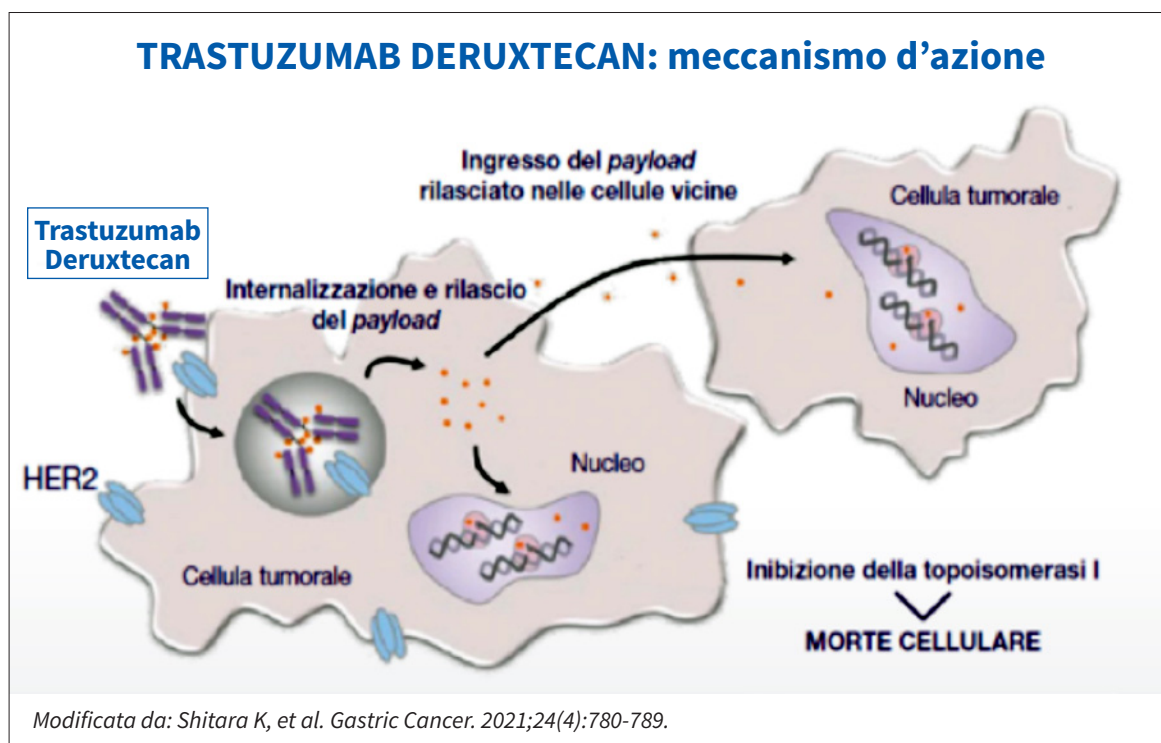 TRASTUZUMAB DERUXTECAN: meccanismo d’azione
Ingresso del payload
rilasciato nelle cellule vicine
Cellula tumorale
Trastuzumab
Deruxtecan
Internalizzazione e rilascio
del payload
Nucleo
HER2
Nucleo
Cellula tumorale
Inibizione della topoisomerasi I
MORTE CELLULARE
Modificata da: Shitara K, et al. Gastric Cancer. 2021;24(4):780-789.